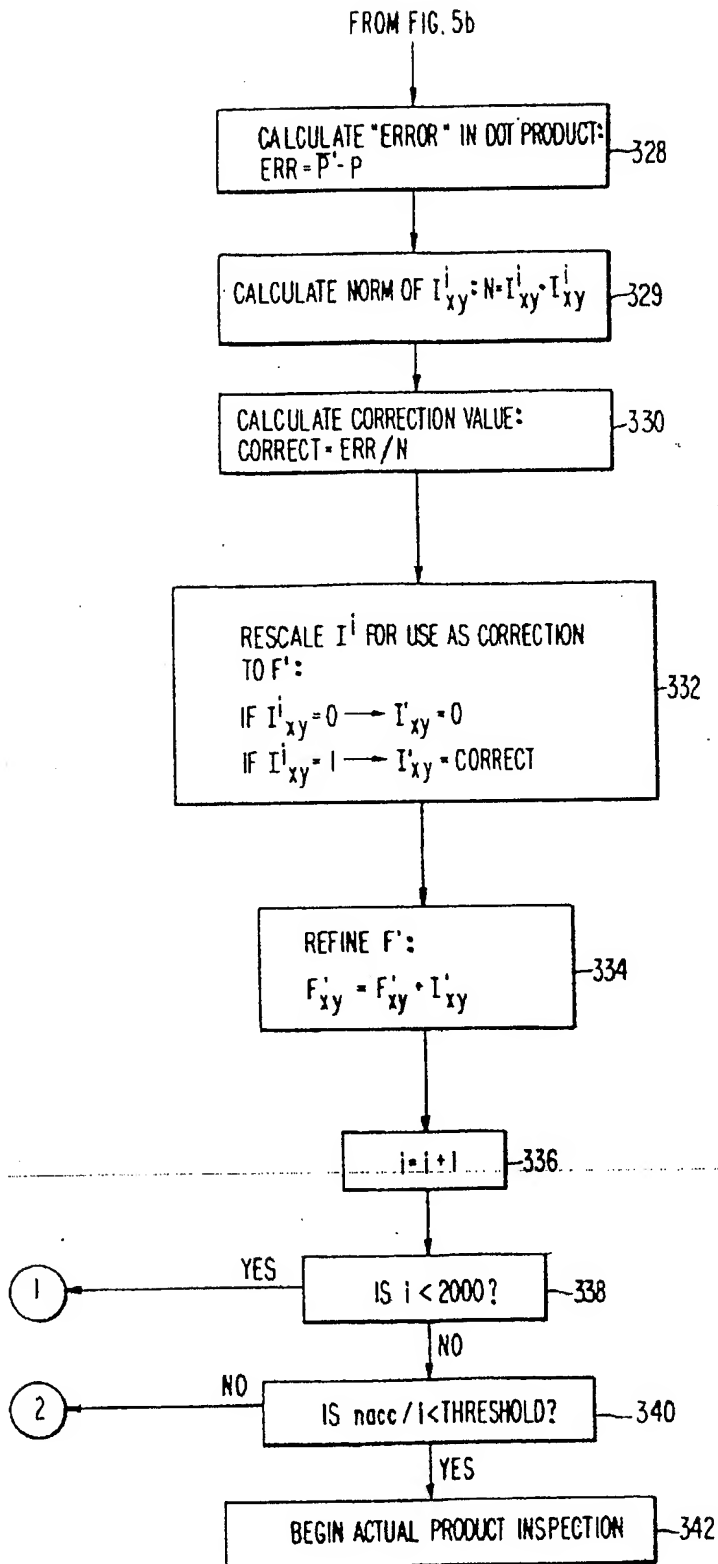 FROM FIG. 5b
CALCULATE "ERROR" IN DOT PRODUCT:
ERR = P̅' - P
328
CALCULATE NORM OF I^i_xy : N = I^i_xy · I^i_xy
329
CALCULATE CORRECTION VALUE:
CORRECT = ERR / N
330
RESCALE I^i FOR USE AS CORRECTION
TO F':
IF I^i_xy = 0 → I'_xy = 0
IF I^i_xy = 1 → I'_xy = CORRECT
332
REFINE F':
F'_xy = F'_xy + I'_xy
334
i = i + 1
336
1
YES
IS i < 2000?
338
NO
2
NO
IS nacc / i < THRESHOLD?
340
YES
BEGIN ACTUAL PRODUCT INSPECTION
342